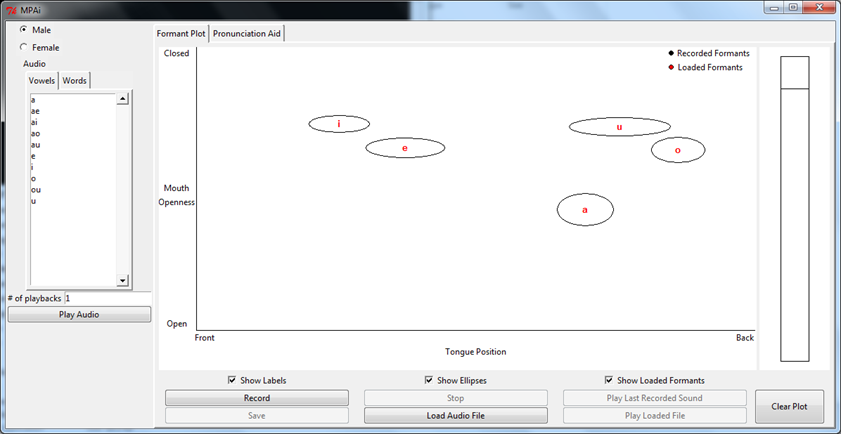 MPAi
Male
Female
Audio
Vowels Words
a
ae
ai
ao
au
e
i
o
ou
u
# of playbacks 1
Play Audio
Formant Plot Pronunciation Aid
Closed
Recorded Formants
Loaded Formants
i
u
e
o
Mouth
Openness
a
Open
Front Back
Tongue Position
Show Labels Show Ellipses Show Loaded Formants
Record Stop Play Last Recorded Sound
Save Load Audio File Play Loaded File
Clear Plot